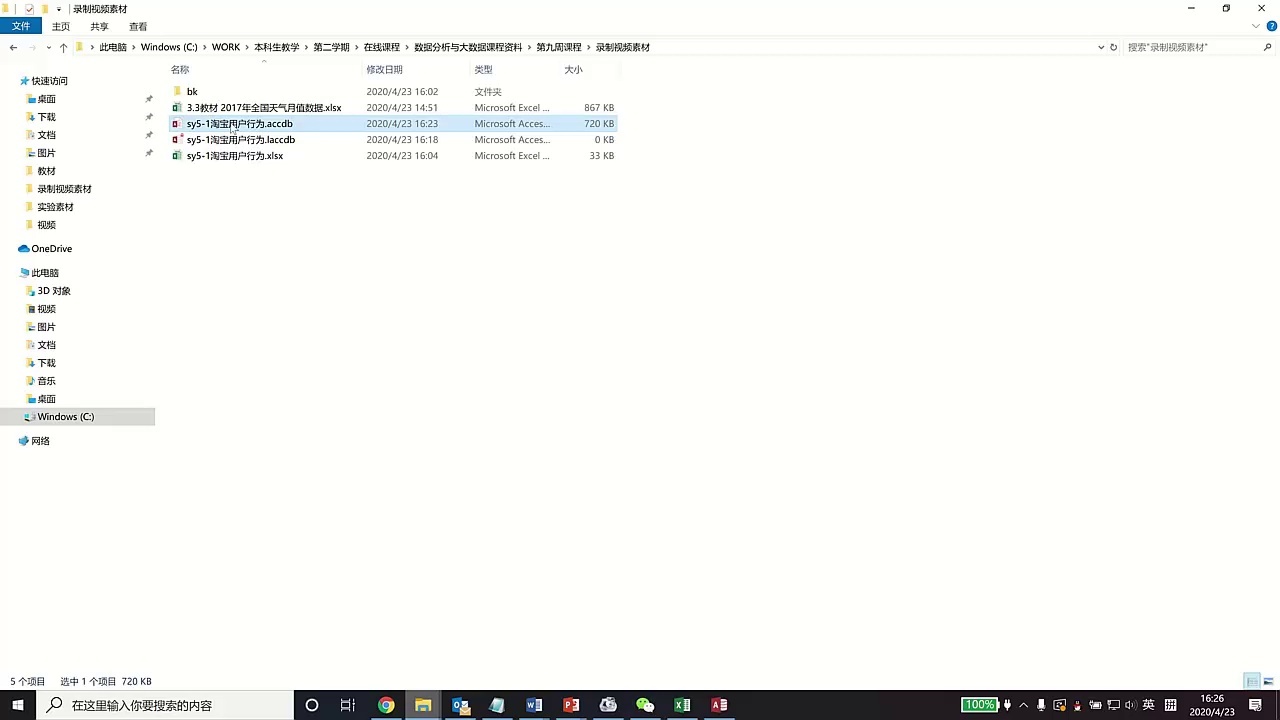 录制视频素材
文件 主页 共享 查看
此电脑 Windows (C:) WORK 本科生教学 第二学期 在线课程 数据分析与大数据课程资料 第九周课程 录制视频素材
搜索"录制视频素材"
名称 修改日期 类型 大小
bk 2020/4/23 16:02 文件夹
3.3教材 2017年全国天气月值数据.xlsx 2020/4/23 14:51 Microsoft Excel ... 867 KB
sy5-1淘宝用户行为.accdb 2020/4/23 16:23 Microsoft Acces... 720 KB
sy5-1淘宝用户行为.laccdb 2020/4/23 16:18 Microsoft Acces... 0 KB
sy5-1淘宝用户行为.xlsx 2020/4/23 16:04 Microsoft Excel ... 33 KB
快速访问
桌面
下载
文档
图片
教材
录制视频素材
实验素材
视频
OneDrive
此电脑
3D 对象
视频
图片
文档
下载
音乐
桌面
Windows (C:)
网络
5 个项目 选中 1 个项目 720 KB
在这里输入你要搜索的内容
100%
英
拼
16:26
2020/4/23